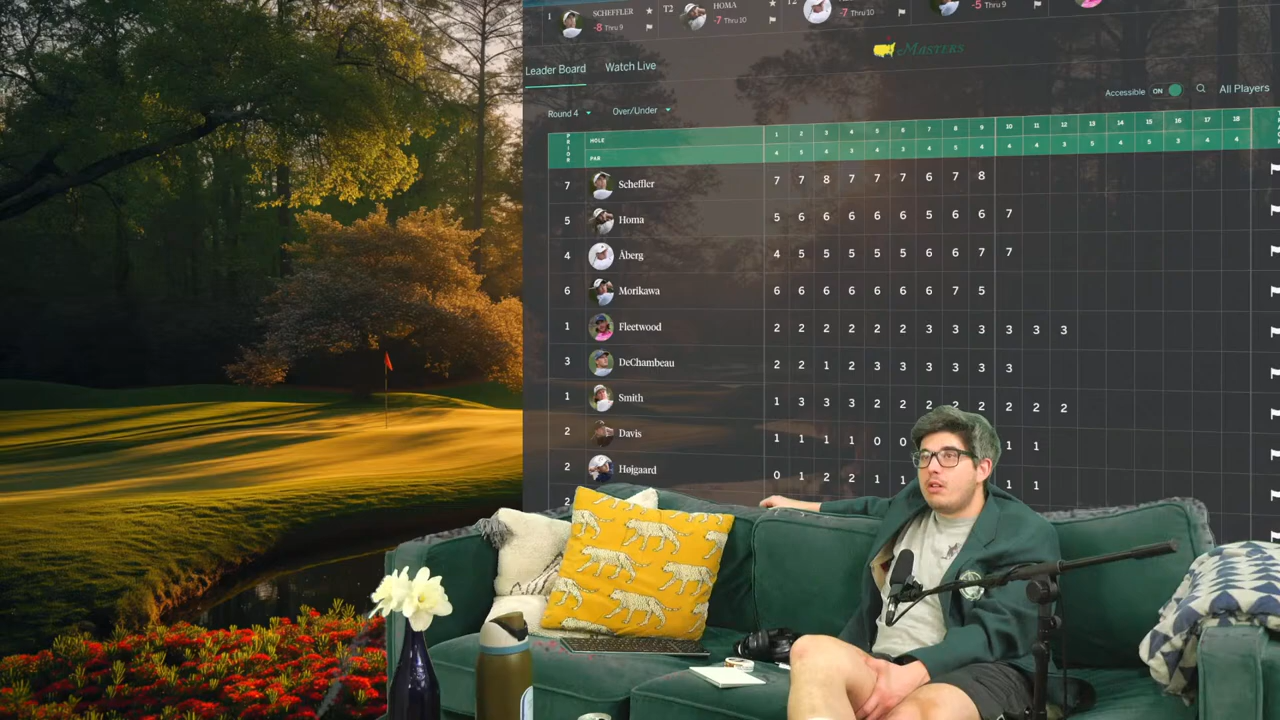 1 SCHEFFLER T2 HOMA
-8 Thru 9 -7 Thru 10 -7 Thru 10 -5 Thru 9
MASTERS
Leader Board Watch Live
Accessible ON All Players
Round 4 Over/Under
PRIOR HOLE 1 2 3 4 5 6 7 8 9 10 11 12 13 14 15 16 17 18
PAR 4 5 4 3 4 3 4 5 4 4 4 3 5 4 5 3 4 4
7 Scheffler 7 7 8 7 7 7 6 7 8
5 Homa 5 6 6 6 6 6 5 6 6 7
4 Åberg 4 5 5 5 5 5 6 6 7 7
6 Morikawa 6 6 6 6 6 6 6 7 5
1 Fleetwood 2 2 2 2 2 2 3 3 3 3 3 3
3 DeChambeau 2 2 1 2 3 3 3 3 3 3
1 Smith 1 3 3 3 2 2 2 2 2 2 2 2
2 Davis 1 1 1 1 0 0 1 1
2 Højgaard 0 1 2 2 1 1 1 1
2